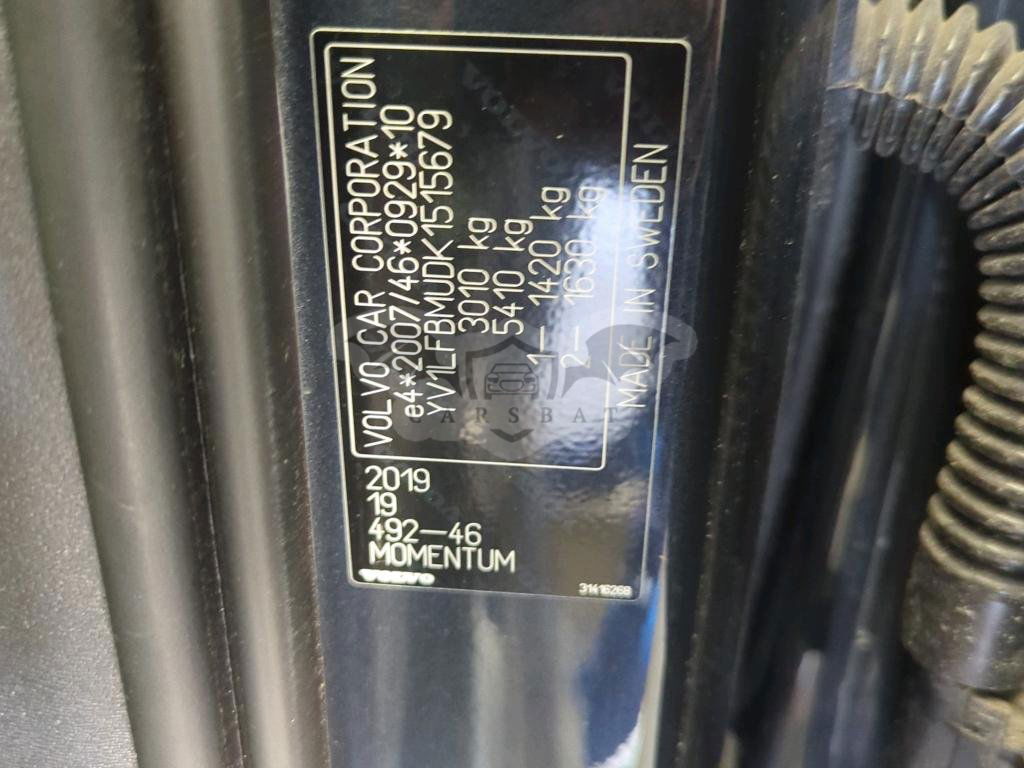 VOLVO CAR CORPORATION
e4*2007/46*0929*10
YV1LFBMUDK1515679
3010 kg
5410 kg
1– 1420 kg
2– 1630 kg
MADE IN SWEDEN
2019
19
492–46
MOMENTUM
VOLVO
31416268
CARSBAT